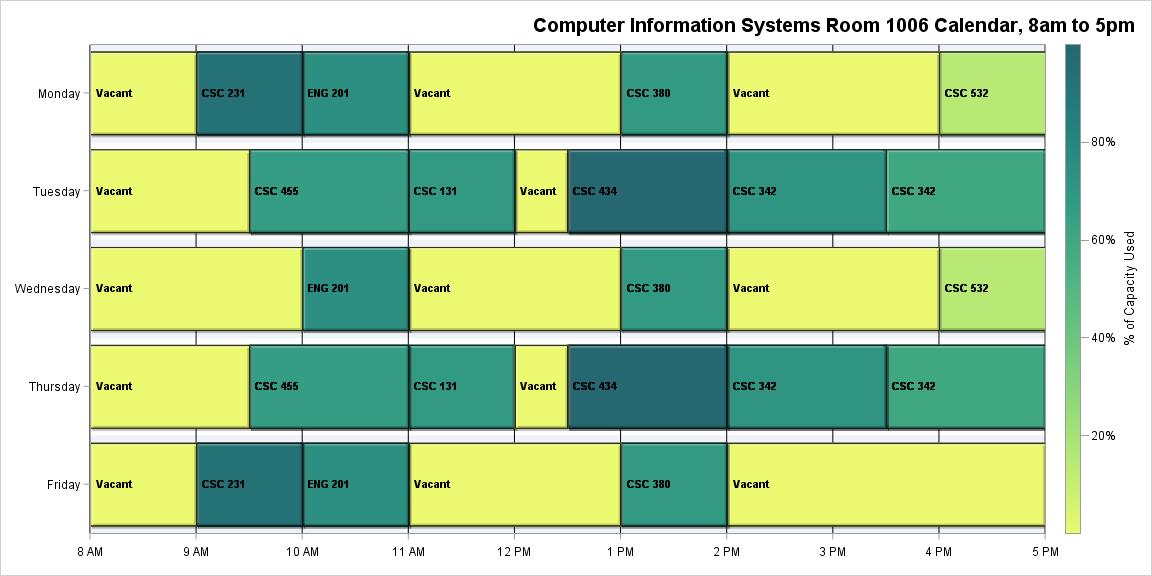 Computer Information Systems Room 1006 Calendar, 8am to 5pm
Monday
Vacant
CSC 231
ENG 201
Vacant
CSC 380
Vacant
CSC 532
Tuesday
Vacant
CSC 455
CSC 131
Vacant
CSC 434
CSC 342
CSC 342
Wednesday
Vacant
ENG 201
Vacant
CSC 380
Vacant
CSC 532
Thursday
Vacant
CSC 455
CSC 131
Vacant
CSC 434
CSC 342
CSC 342
Friday
Vacant
CSC 231
ENG 201
Vacant
CSC 380
Vacant
8 AM
9 AM
10 AM
11 AM
12 PM
1 PM
2 PM
3 PM
4 PM
5 PM
80%
60%
40%
20%
% of Capacity Used